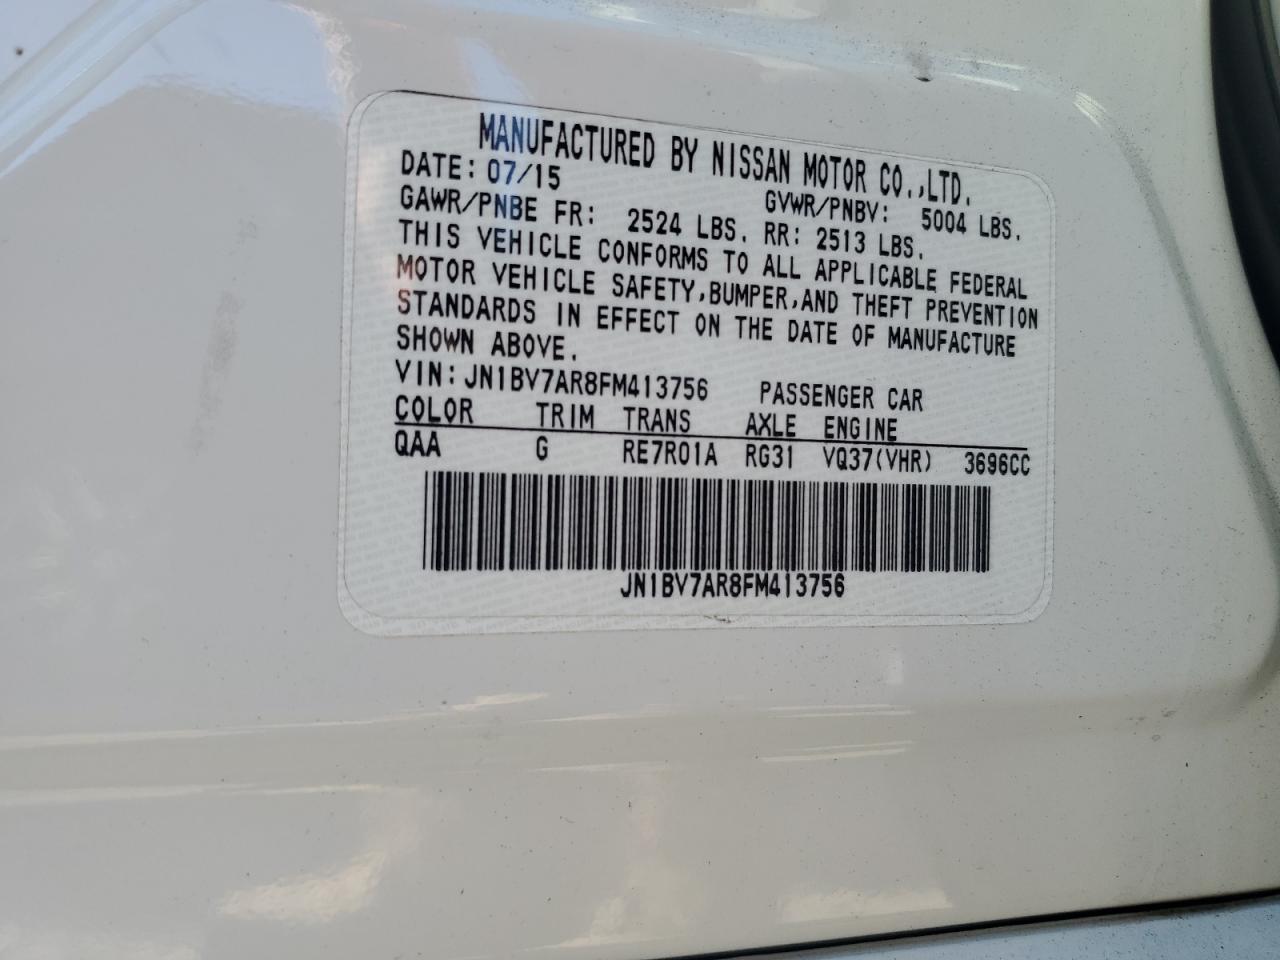 MANUFACTURED BY NISSAN MOTOR CO.,LTD.
DATE: 07/15 GVWR/PNBV: 5004 LBS.
GAWR/PNBE FR: 2524 LBS. RR: 2513 LBS.
THIS VEHICLE CONFORMS TO ALL APPLICABLE FEDERAL
MOTOR VEHICLE SAFETY,BUMPER,AND THEFT PREVENTION
STANDARDS IN EFFECT ON THE DATE OF MANUFACTURE
SHOWN ABOVE.
VIN: JN1BV7AR8FM413756 PASSENGER CAR
COLOR TRIM TRANS AXLE ENGINE
QAA G RE7R01A RG31 VQ37(VHR) 3696CC
JN1BV7AR8FM413756